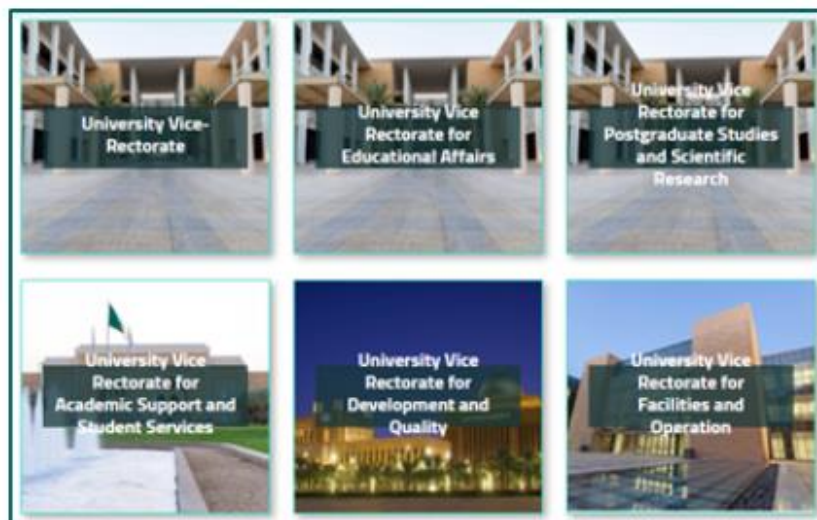 University Vice-
Rectorate
University Vice
Rectorate for
Educational Affairs
University Vice
Rectorate for
Postgraduate Studies
and Scientific
Research
University Vice
Rectorate for
Academic Support and
Student Services
University Vice
Rectorate for
Development and
Quality
University Vice
Rectorate for
Facilities and
Operation